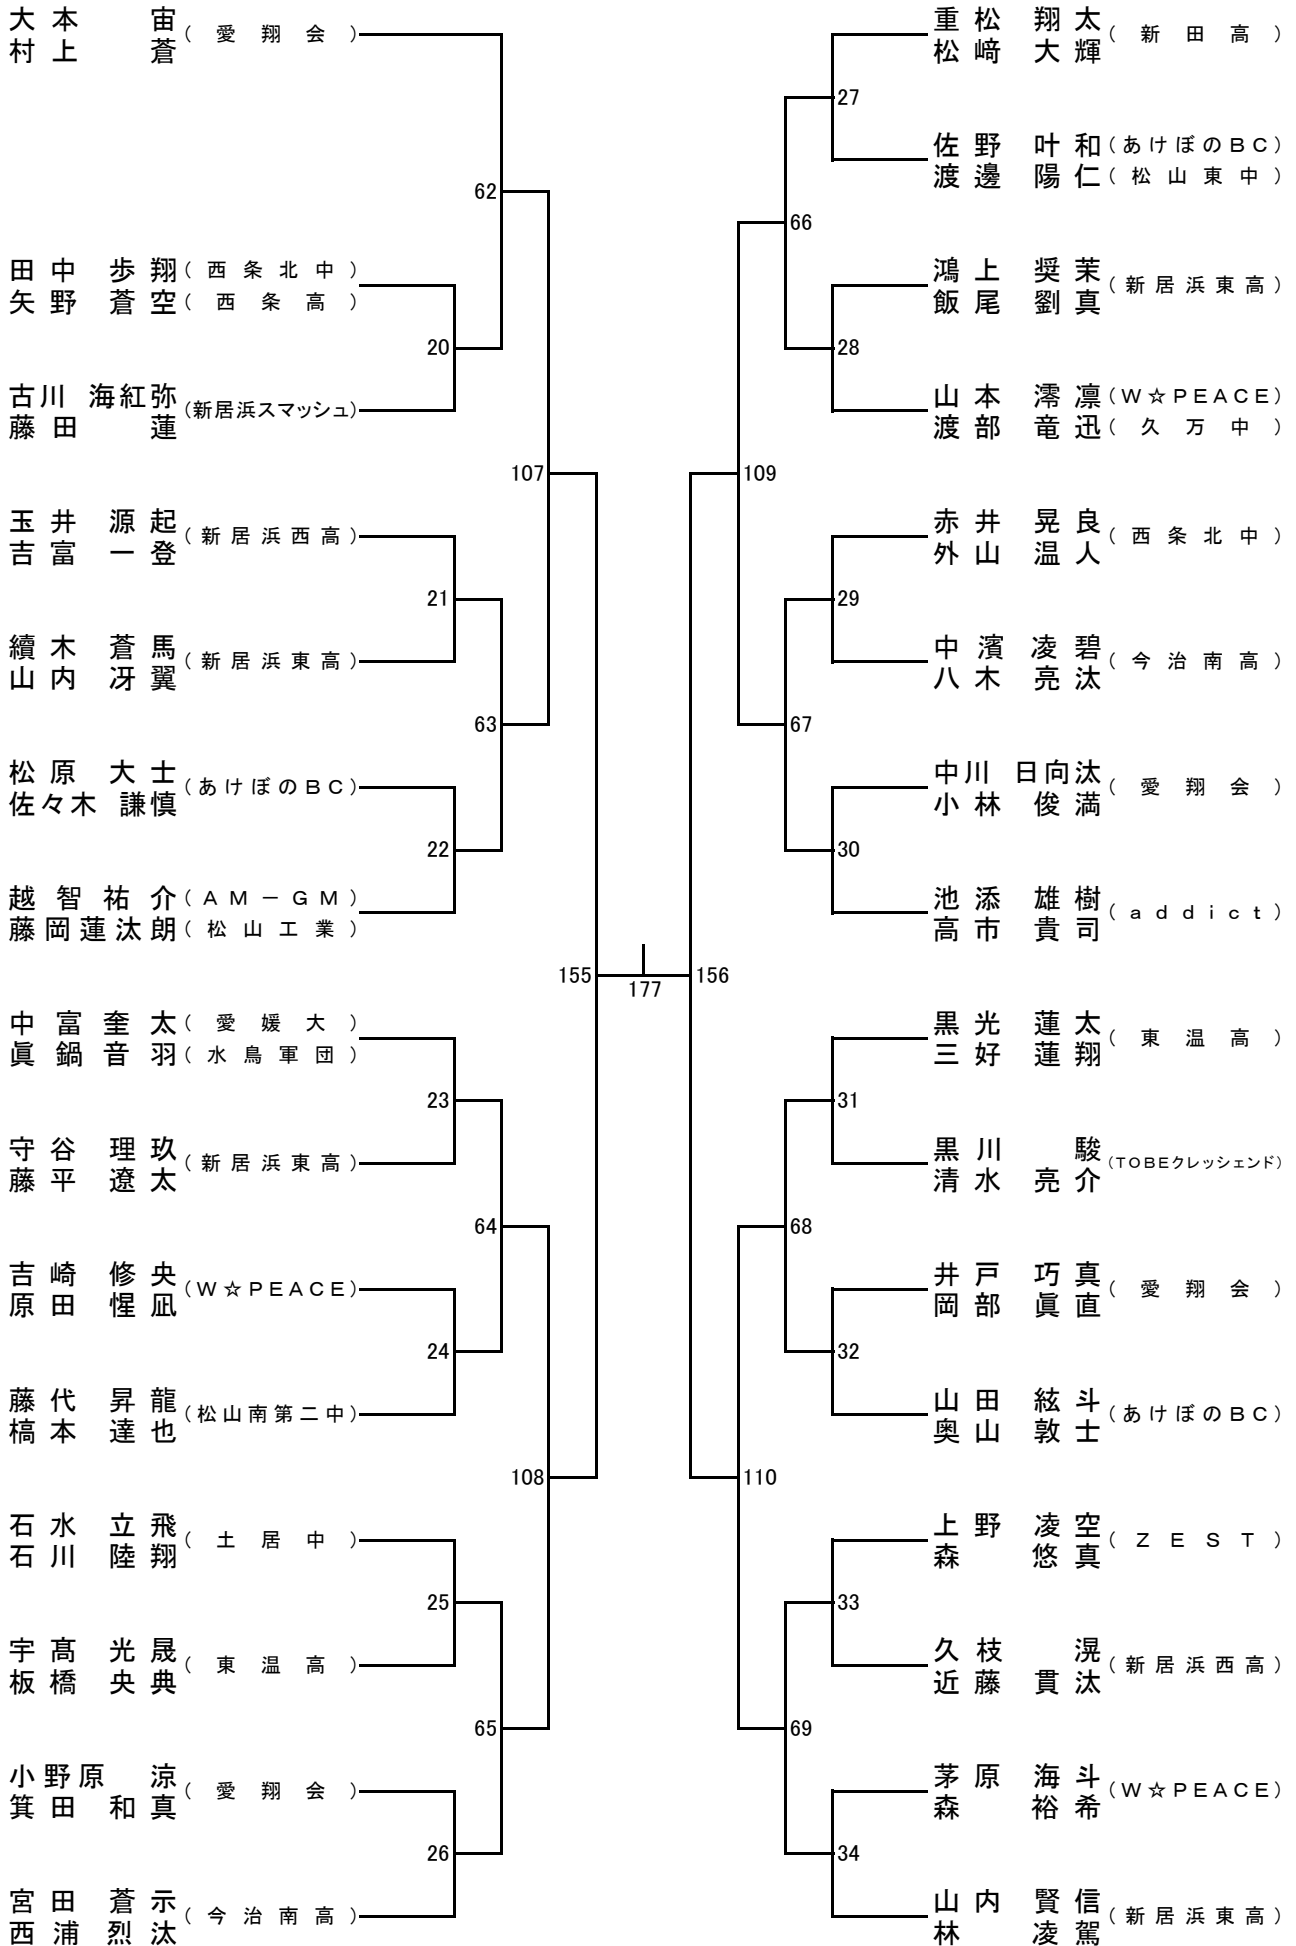 大本 宙 (愛翔会)
村上 蒼
62
田中 歩翔 (西条北中)
矢野 蒼空 (西条高)
20
古川 海紅弥 (新居浜スマッシュ)
藤田 蓮
107
玉井 源起 (新居浜西高)
吉富 一登
21
續木 蒼馬 (新居浜東高)
山内 冴翼
63
松原 大士 (あけぼのBC)
佐々木 謙慎
22
越智祐介 (AM－GM)
藤岡蓮汰朗 (松山工業)
155
177
156
中富奎太 (愛媛大)
眞鍋音羽 (水鳥軍団)
23
守谷 理玖 (新居浜東高)
藤平 遼太
64
吉崎 修央 (W☆PEACE)
原田 惺凪
24
藤代 昇龍 (松山南第二中)
槁本 達也
108
石水 立飛 (土居中)
石川 陸翔
25
宇髙 光晟 (東温高)
板橋 央典
65
小野原 涼 (愛翔会)
箕田 和真
26
宮田 蒼示 (今治南高)
西浦 烈汰
重松 翔太 (新田高)
松﨑 大輝
27
佐野 叶和 (あけぼのBC)
渡邊 陽仁 (松山東中)
66
鴻上 奨茉 (新居浜東高)
飯尾 劉真
28
山本 澪凛 (W☆PEACE)
渡部 竜迅 (久万中)
109
赤井 晃良 (西条北中)
外山 温人
29
中濱 凌碧 (今治南高)
八木 亮汰
67
中川 日向汰 (愛翔会)
小林 俊満
30
池添 雄樹 (addict)
高市 貴司
黒光 蓮太 (東温高)
三好 蓮翔
31
黒川 駿 (TOBEクレッシェンド)
清水 亮介
68
井戸 巧真 (愛翔会)
岡部 眞直
32
山田 絃斗 (あけぼのBC)
奥山 敦士
110
上野 凌空 (ZEST)
森 悠真
33
久枝 滉 (新居浜西高)
近藤 貫汰
69
茅原 海斗 (W☆PEACE)
森 裕希
34
山内 賢信 (新居浜東高)
林 凌駕